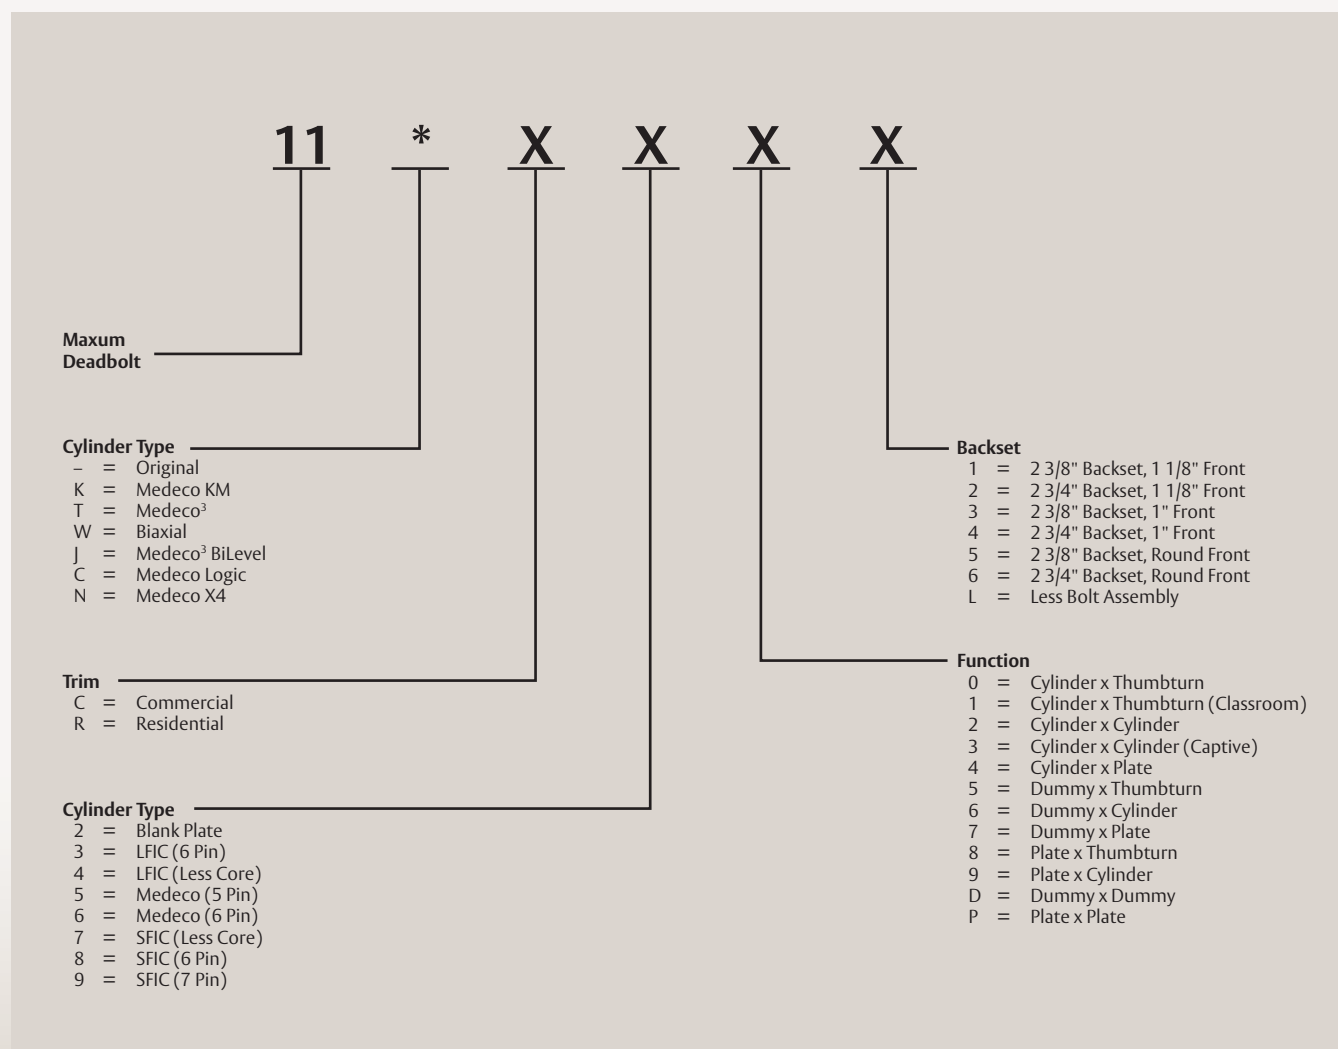 11 * X X X X
Maxum
Deadbolt
Cylinder Type
– = Original
K = Medeco KM
T = Medeco³
W = Biaxial
J = Medeco³ BiLevel
C = Medeco Logic
N = Medeco X4
Trim
C = Commercial
R = Residential
Cylinder Type
2 = Blank Plate
3 = LFIC (6 Pin)
4 = LFIC (Less Core)
5 = Medeco (5 Pin)
6 = Medeco (6 Pin)
7 = SFIC (Less Core)
8 = SFIC (6 Pin)
9 = SFIC (7 Pin)
Backset
1 = 2 3/8" Backset, 1 1/8" Front
2 = 2 3/4" Backset, 1 1/8" Front
3 = 2 3/8" Backset, 1" Front
4 = 2 3/4" Backset, 1" Front
5 = 2 3/8" Backset, Round Front
6 = 2 3/4" Backset, Round Front
L = Less Bolt Assembly
Function
0 = Cylinder x Thumbturn
1 = Cylinder x Thumbturn (Classroom)
2 = Cylinder x Cylinder
3 = Cylinder x Cylinder (Captive)
4 = Cylinder x Plate
5 = Dummy x Thumbturn
6 = Dummy x Cylinder
7 = Dummy x Plate
8 = Plate x Thumbturn
9 = Plate x Cylinder
D = Dummy x Dummy
P = Plate x Plate